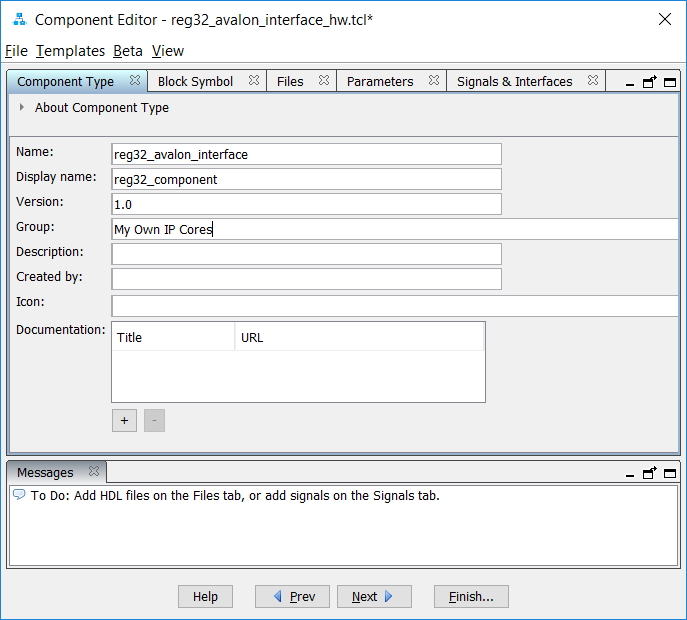 Component Editor - reg32_avalon_interface_hw.tcl*
File Templates Beta View
Component Type Block Symbol Files Parameters Signals & Interfaces
About Component Type
Name: reg32_avalon_interface
Display name: reg32_component
Version: 1.0
Group: My Own IP Cores
Description:
Created by:
Icon:
Documentation: Title URL
+ -
Messages
To Do: Add HDL files on the Files tab, or add signals on the Signals tab.
Help Prev Next Finish...